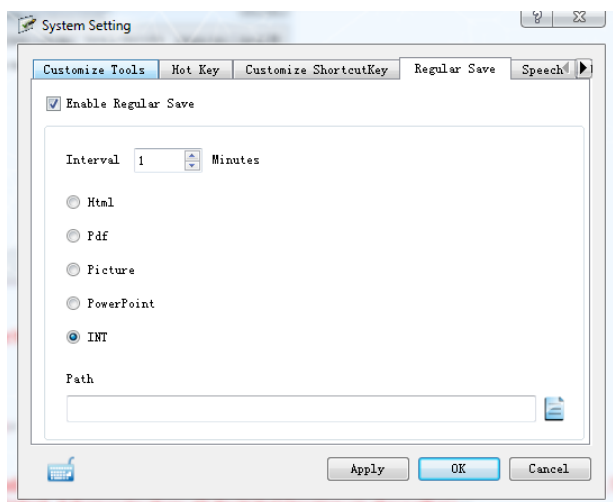 System Setting
Customize Tools Hot Key Customize ShortcutKey Regular Save Speech
Enable Regular Save
Interval 1 Minutes
Html
Pdf
Picture
PowerPoint
INT
Path
Apply OK Cancel